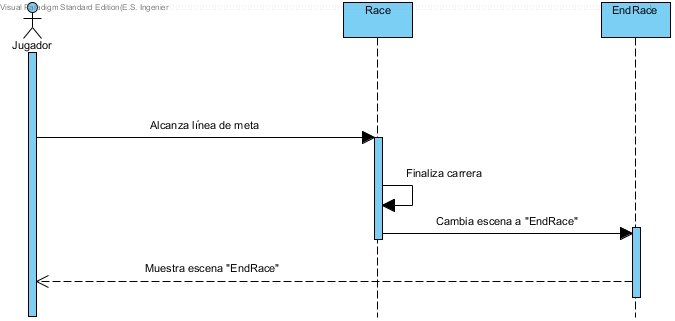 Visual Paradigm Standard Edition(E.S. Ingenier
Race
EndRace
Jugador
Alcanza línea de meta
Finaliza carrera
Cambia escena a "EndRace"
Muestra escena "EndRace"